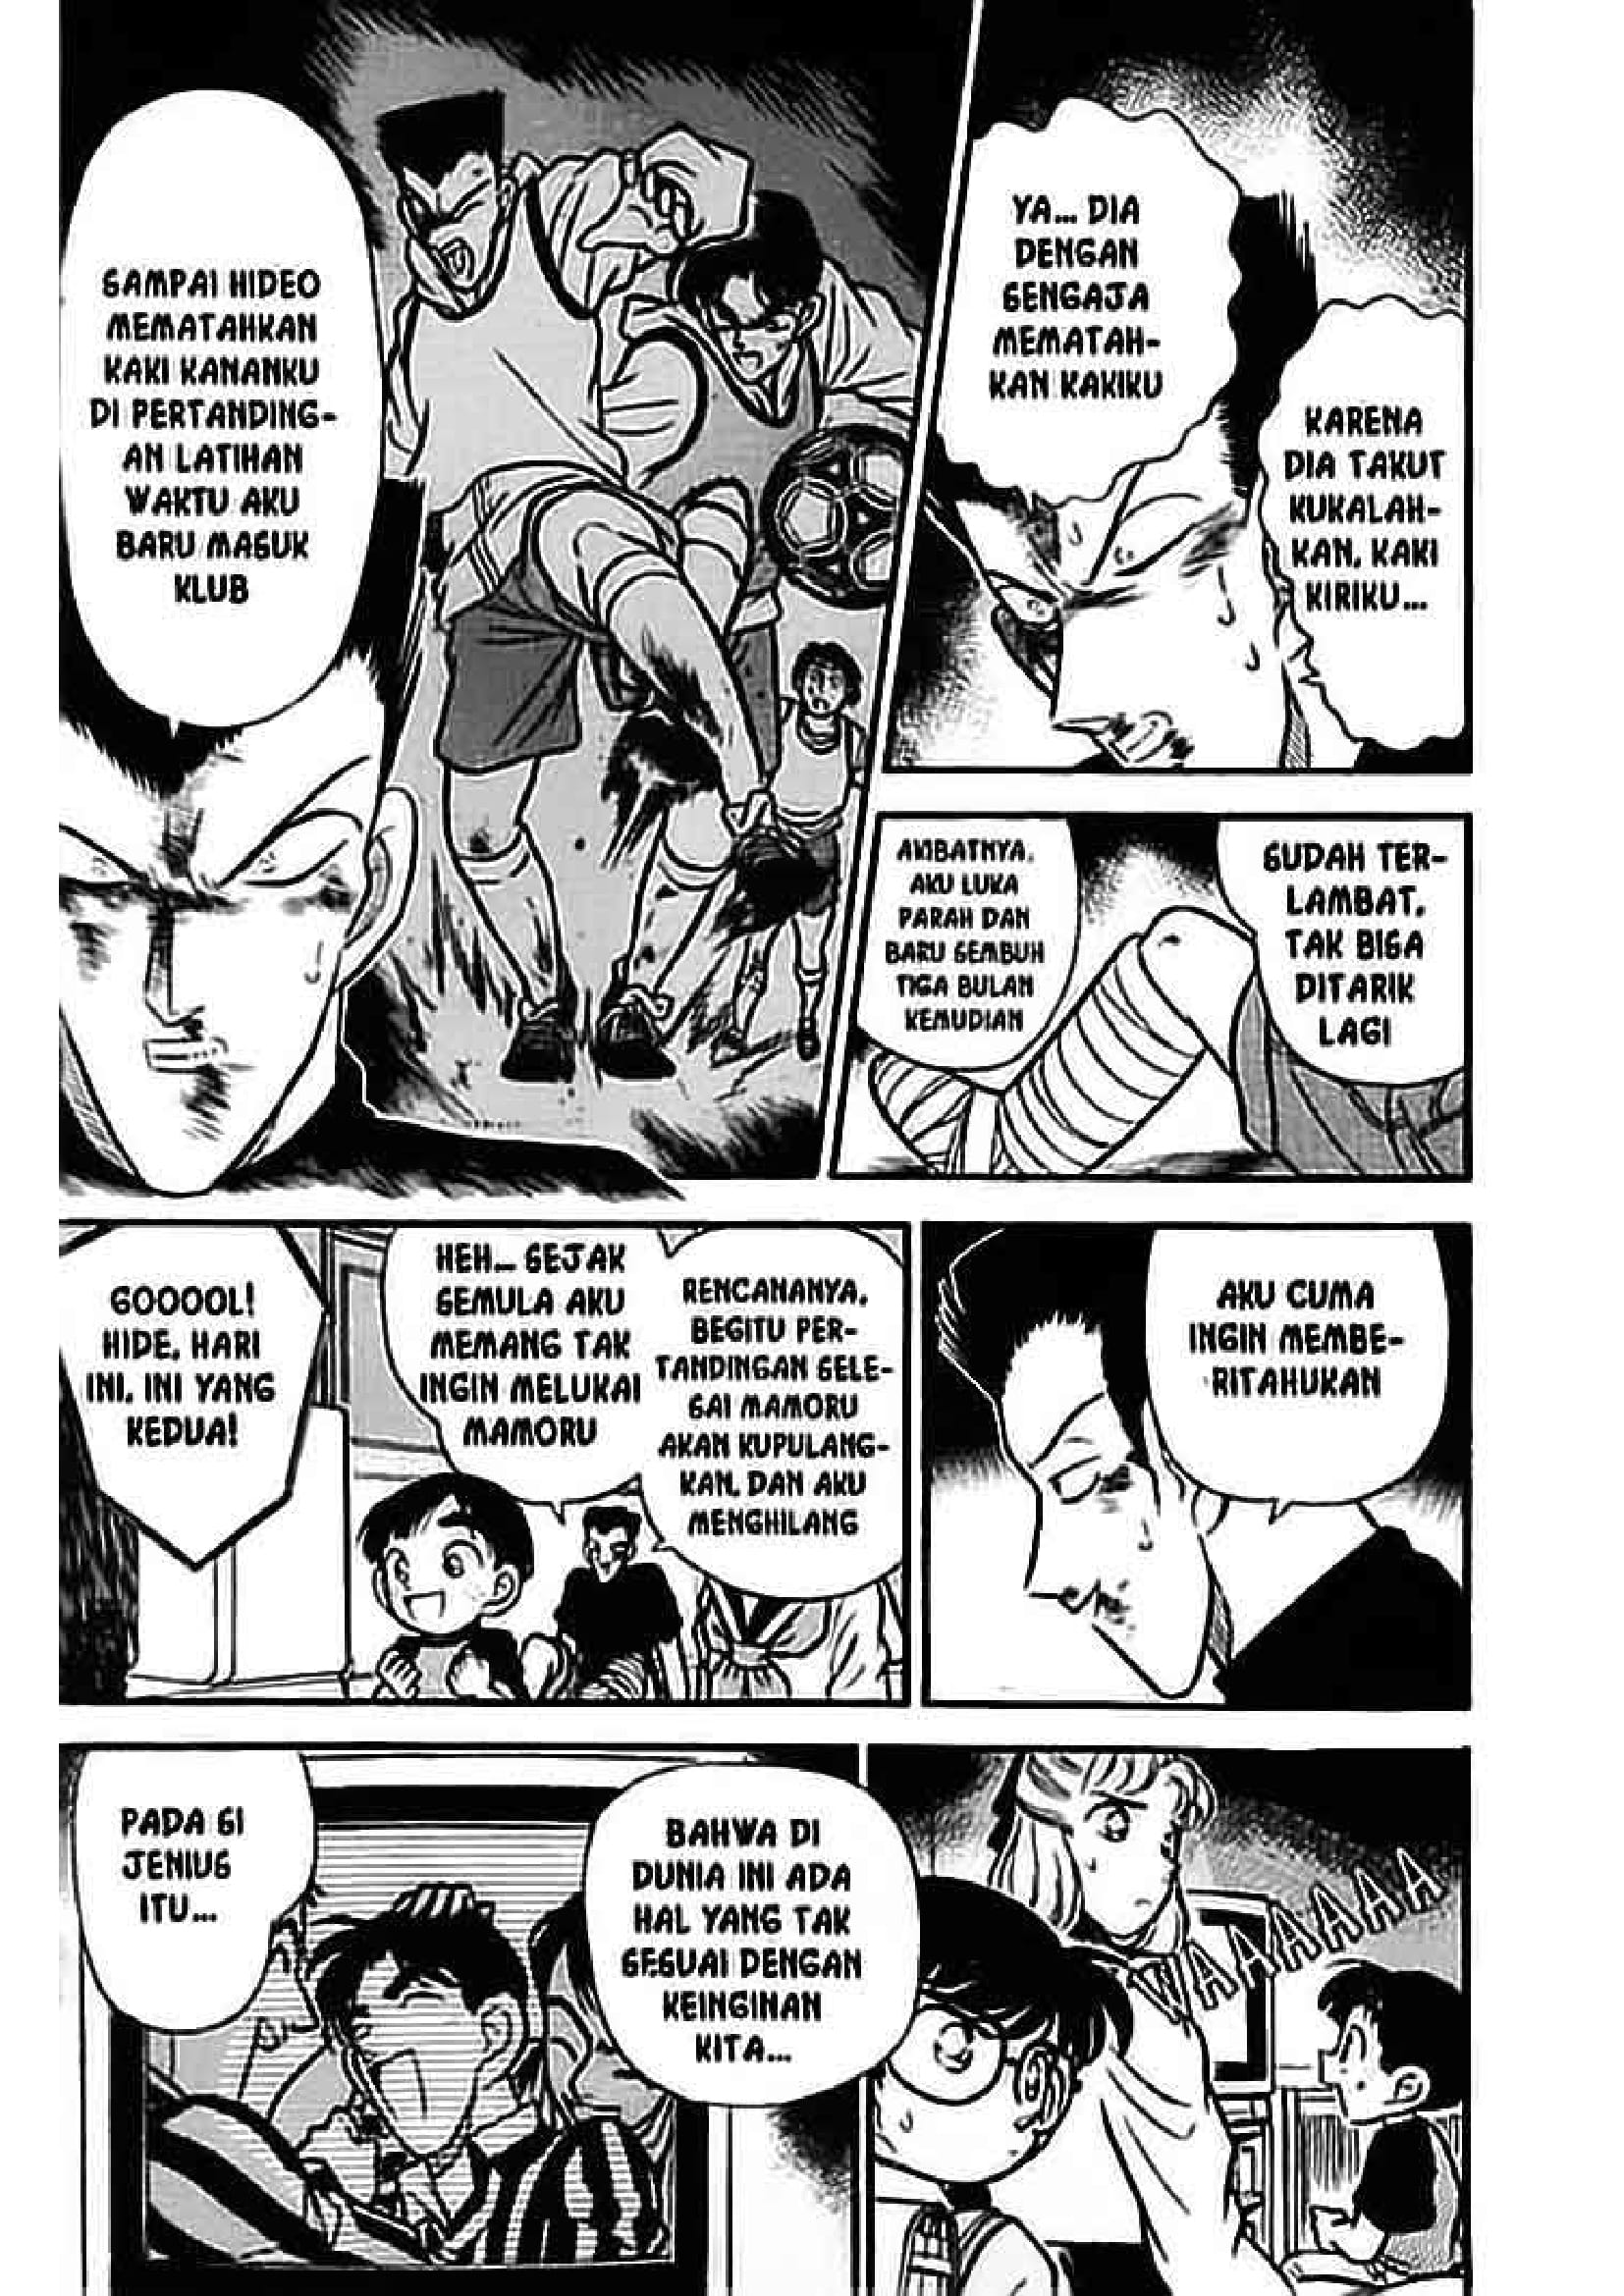 SAMPAI HIDEO
MEMATAHKAN
KAKI KANANKU
DI PERTANDING-
AN LATIHAN
WAKTU AKU
BARU MASUK
KLUB
YA... DIA
DENGAN
SENGAJA
MEMATAH-
KAN KAKIKU
KARENA
DIA TAKUT
KUKALAH-
KAN, KAKI
KIRIKU...
AKIBATNYA,
AKU LUKA
PARAH DAN
BARU SEMBUH
TIGA BULAN
KEMUDIAN
SUDAH TER-
LAMBAT,
TAK BISA
DITARIK
LAGI
GOOOOL!
HIDE, HARI
INI, INI YANG
KEDUA!
HEH... SEJAK
SEMULA AKU
MEMANG TAK
INGIN MELUKAI
MAMORU
RENCANANYA,
BEGITU PER-
TANDINGAN SELE-
SAI MAMORU
AKAN KUPULANG-
KAN, DAN AKU
MENGHILANG
AKU CUMA
INGIN MEMBE-
RITAHUKAN
PADA SI
JENIUS
ITU...
BAHWA DI
DUNIA INI ADA
HAL YANG TAK
SESUAI DENGAN
KEINGINAN
KITA...
WAAAAAAA